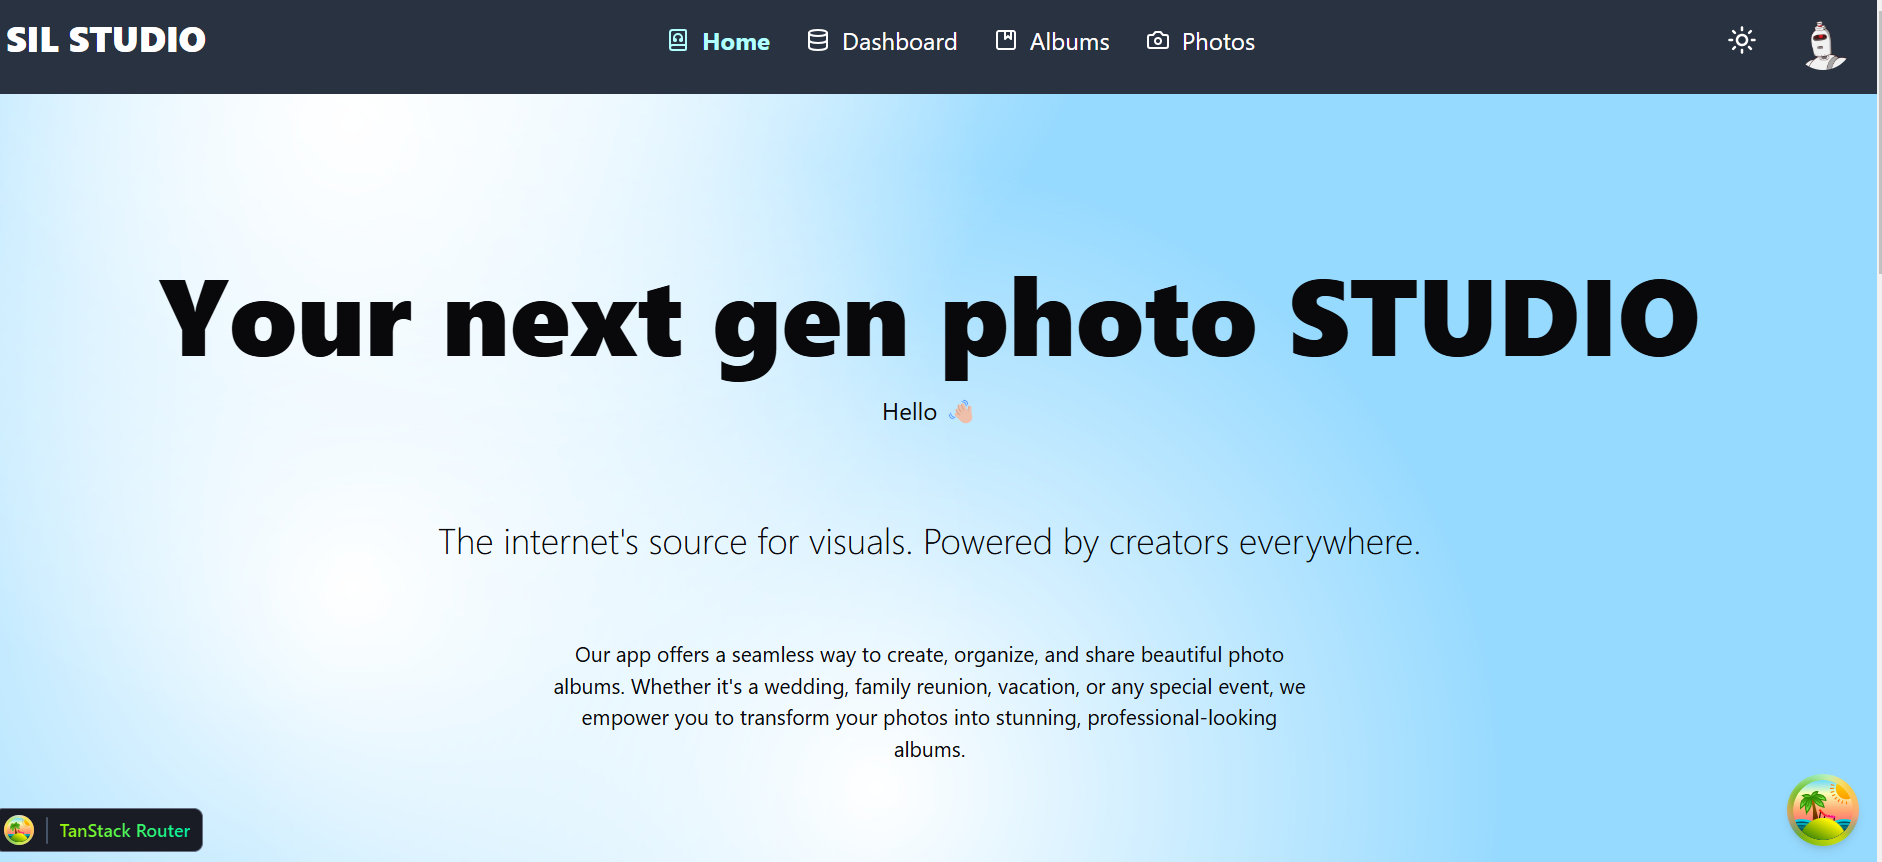 SIL STUDIO
Home
Dashboard
Albums
Photos
Your next gen photo STUDIO
Hello 👋🏻
The internet's source for visuals. Powered by creators everywhere.
Our app offers a seamless way to create, organize, and share beautiful photo
albums. Whether it's a wedding, family reunion, vacation, or any special event, we
empower you to transform your photos into stunning, professional-looking
albums.
TanStack Router